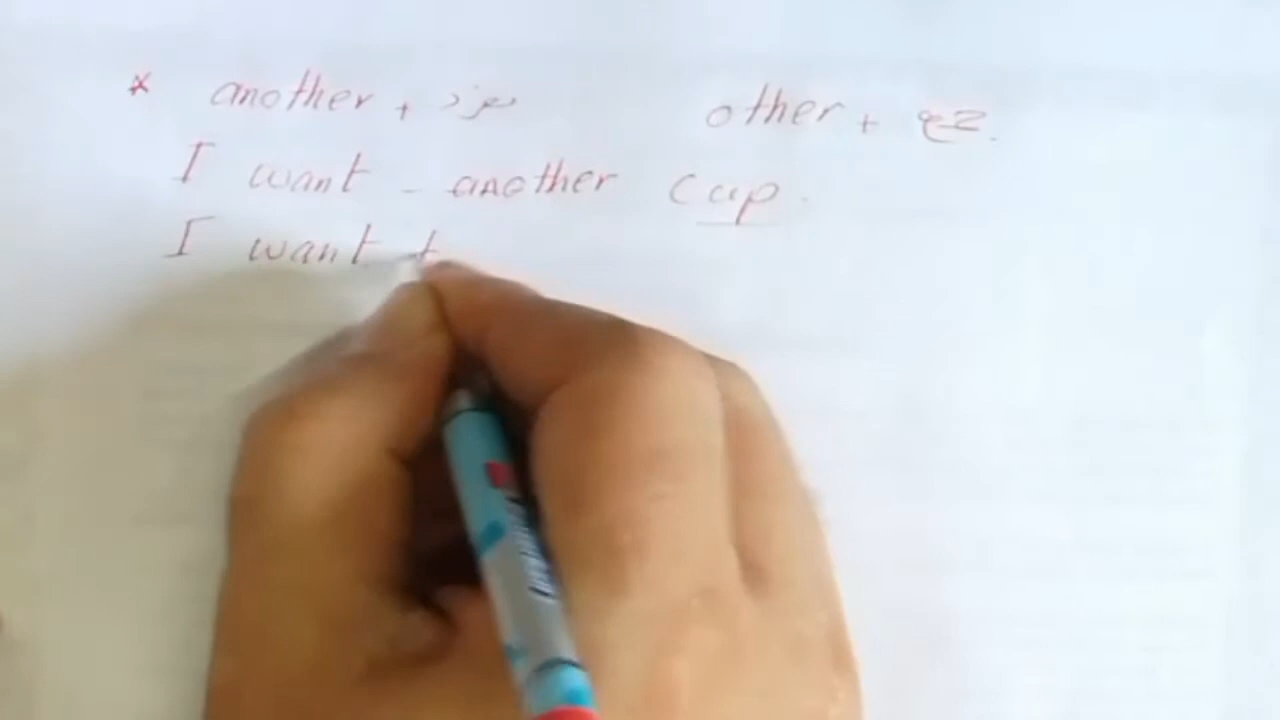 * another + مفرد other + جمع.
I want another cup.
I want t